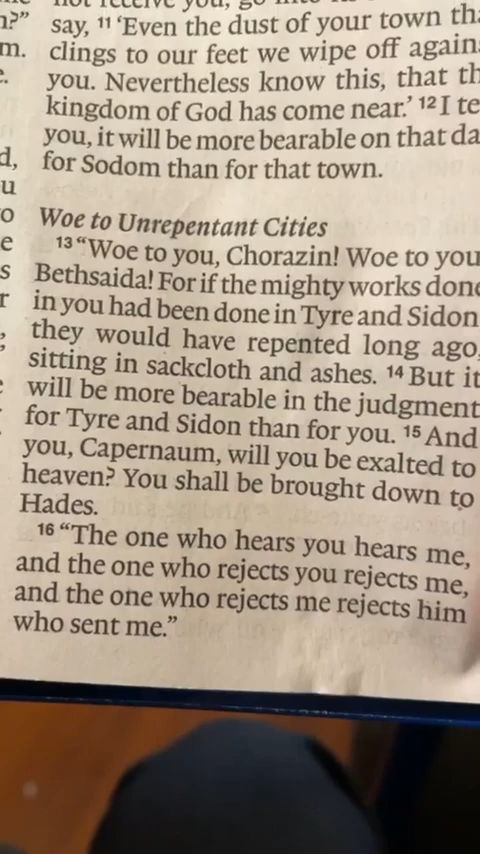 not receive you, go into
say, 11 ‘Even the dust of your town
clings to our feet we wipe off
you. Nevertheless know this, that
kingdom of God has come near.’ 12 I
you, it will be more bearable on that
for Sodom than for that town.
Woe to Unrepentant Cities
13 “Woe to you, Chorazin! Woe to you
Bethsaida! For if the mighty works done
in you had been done in Tyre and Sidon
they would have repented long ago,
sitting in sackcloth and ashes. 14 But it
will be more bearable in the judgment
for Tyre and Sidon than for you. 15 And
you, Capernaum, will you be exalted to
heaven? You shall be brought down to
Hades.
16 “The one who hears you hears me,
and the one who rejects you rejects me,
and the one who rejects me rejects him
who sent me.”